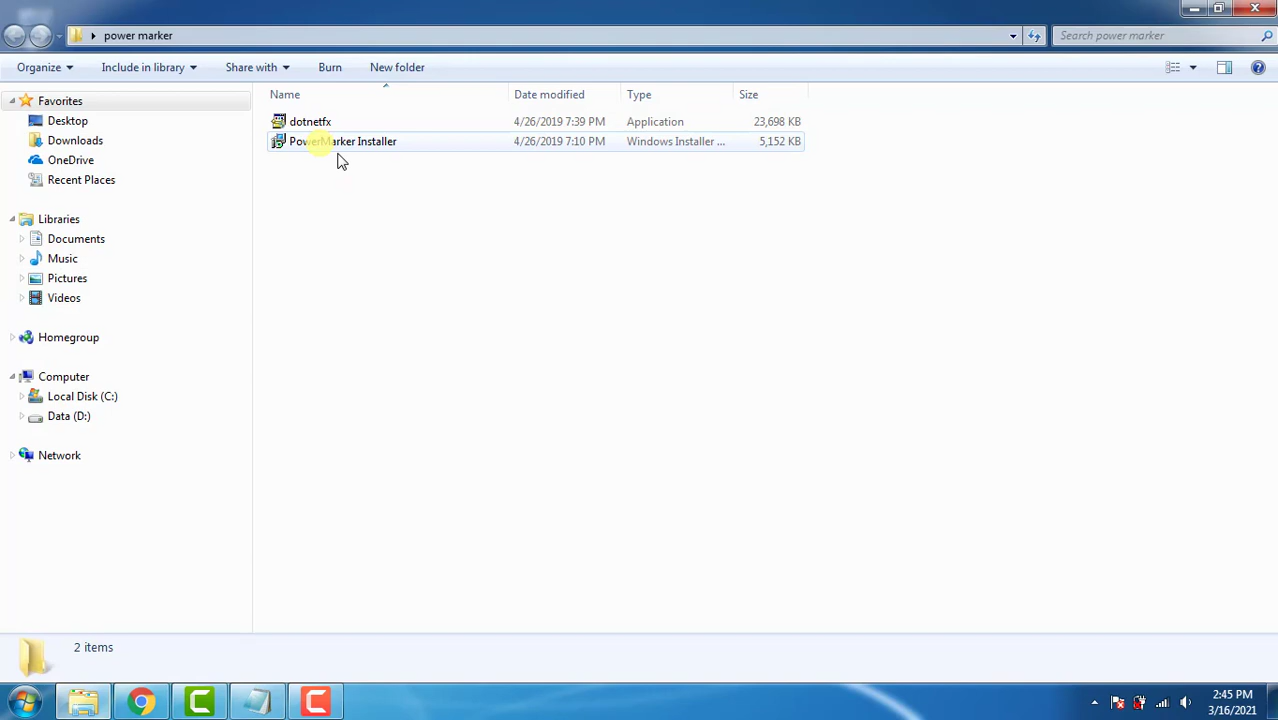 power marker
Search power marker
Organize Include in library Share with Burn New folder
Name Date modified Type Size
Favorites
Desktop
Downloads
OneDrive
Recent Places
Libraries
Documents
Music
Pictures
Videos
Homegroup
Computer
Local Disk (C:)
Data (D:)
Network
dotnetfx 4/26/2019 7:39 PM Application 23,698 KB
PowerMarker Installer 4/26/2019 7:10 PM Windows Installer ... 5,152 KB
2 items
2:45 PM
3/16/2021